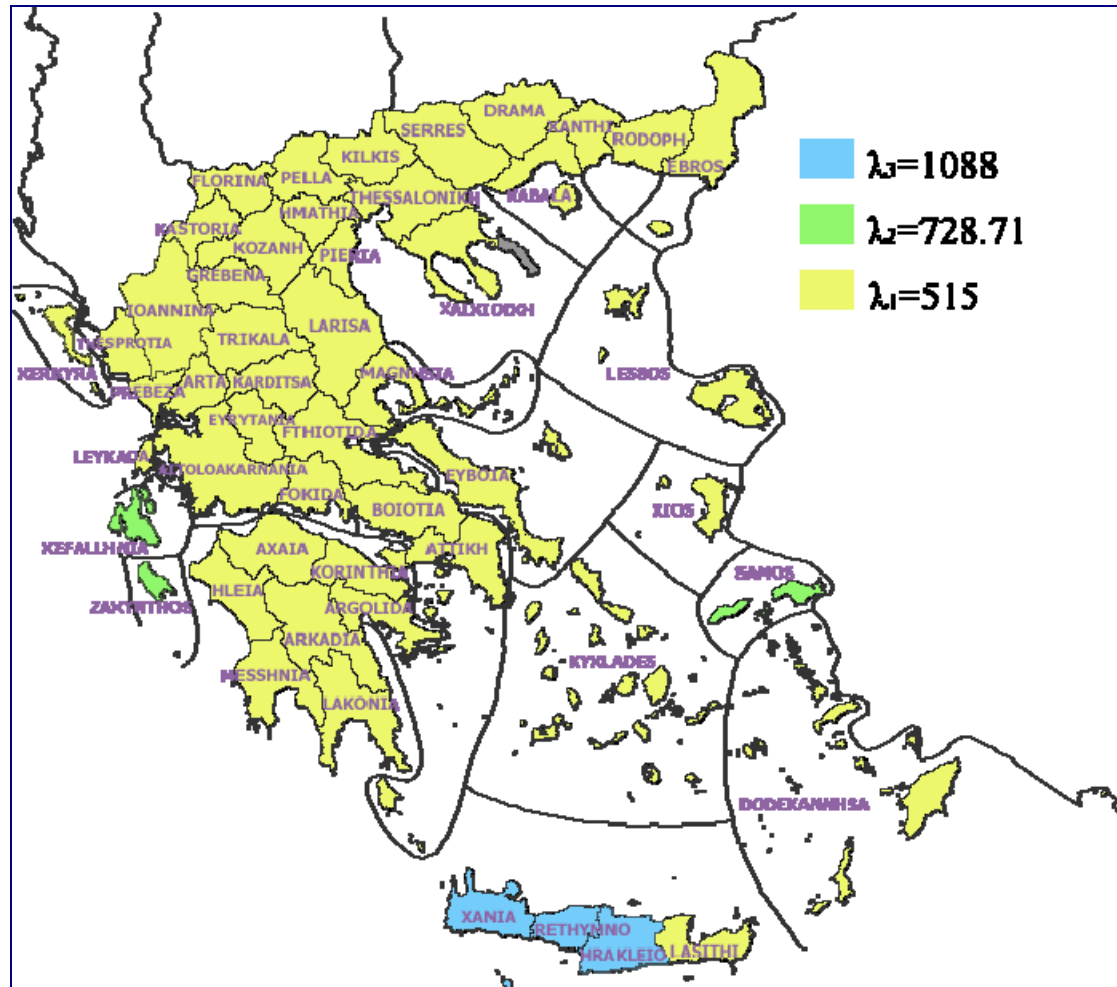 DRAMA
SERRES
XANTHI
RODOPH
KILKIS
EBROS
λ3=1088
FLORINA
PELLA
THESSALONIKH
KABALA
HMATHIA
KASTORIA
λ2=728.71
KOZANH
PIERIA
GREBENA
λ1=515
IOANNINA
XALKIDIKH
LARISA
THESPROTIA
TRIKALA
XERKYRA
MAGNHSIA
LESBOS
PREBEZA
ARTA
KARDITSA
EYRYTANIA
FTHIOTIDA
LEYKADA
AITOLOAKARNANIA
EYBOIA
FOKIDA
BOIOTIA
XIOS
KEFALLHNIA
AXAIA
ATTIKH
KORINTHIA
SAMOS
ZAKYNTHOS
HLEIA
ARGOLIDA
ARKADIA
KYKLADES
MESSHNIA
LAKONIA
DODEKANNHSA
XANIA
RETHYMNO
HRAKLEIO
LASITHI